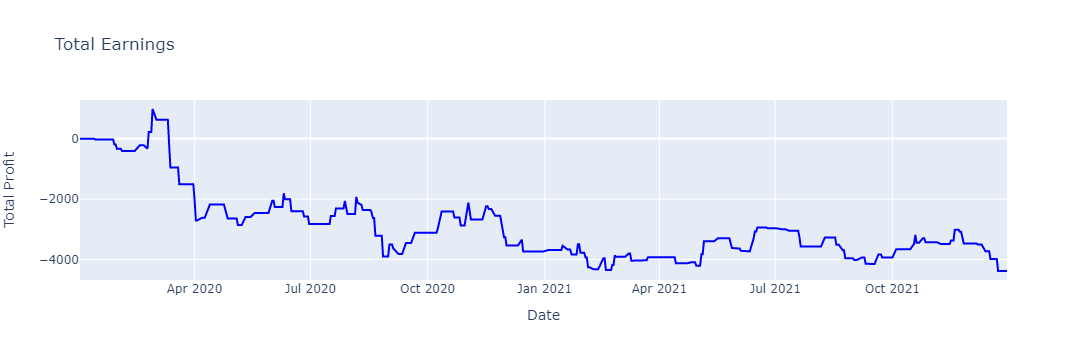 Total Earnings
Total Profit
0
−2000
−4000
Apr 2020
Jul 2020
Oct 2020
Jan 2021
Apr 2021
Jul 2021
Oct 2021
Date